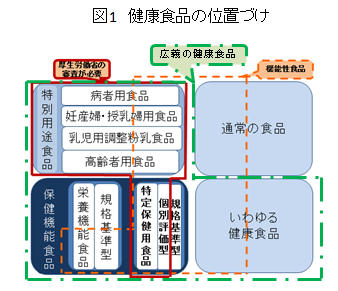 図1 健康食品の位置づけ
厚生労働省の
審査が必要
広義の健康食品
機能性食品
特別用途食品
病者用食品
妊産婦・授乳婦用食品
乳児用調整粉乳食品
高齢者用食品
通常の食品
保健機能食品
栄養機能食品
規格基準型
特定保健用食品
個別評価型
規格基準型
いわゆる
健康食品